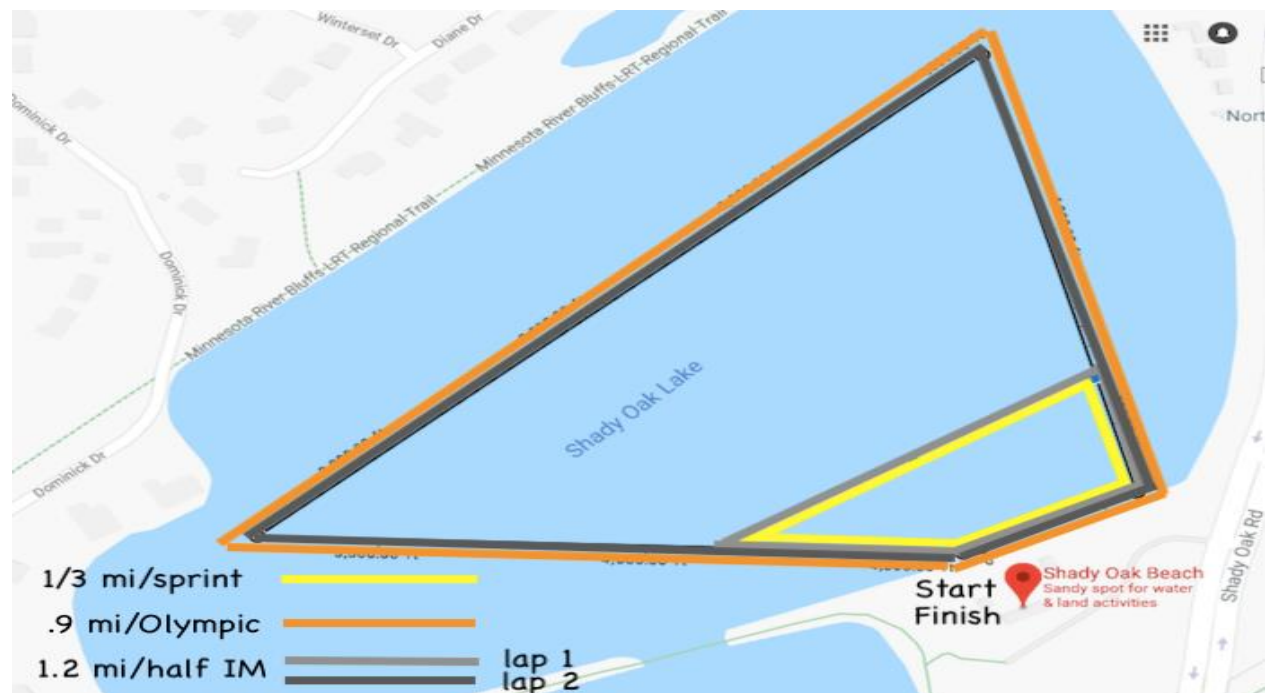 Winterset Dr
Diane Dr
Dominick Dr
Minnesota River Bluffs LRT Regional Trail
Nort
Dominick Dr
Minnesota River Bluffs LRT Regional Trail
Shady Oak Lake
Dominick Dr
Shady Oak Rd
1/3 mi/sprint
.9 mi/Olympic
1.2 mi/half IM
lap 1
lap 2
Start
Finish
Shady Oak Beach
Sandy spot for water
& land activities